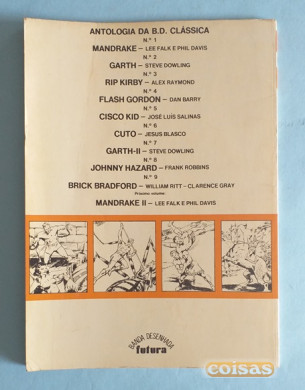 ANTOLOGIA DA B.D. CLÁSSICA
N.º 1
MANDRAKE – LEE FALK E PHIL DAVIS
N.º 2
GARTH – STEVE DOWLING
N.º 3
RIP KIRBY – ALEX RAYMOND
N.º 4
FLASH GORDON – DAN BARRY
N.º 5
CISCO KID – JOSÉ LUÍS SALINAS
N.º 6
CUTO – JESUS BLASCO
N.º 7
GARTH-II – STEVE DOWLING
N.º 8
JOHNNY HAZARD – FRANK ROBBINS
N.º 9
BRICK BRADFORD – WILLIAM RITT - CLARENCE GRAY
Próximo volume:
MANDRAKE II – LEE FALK E PHIL DAVIS
BANDA DESENHADA
futura
coisas